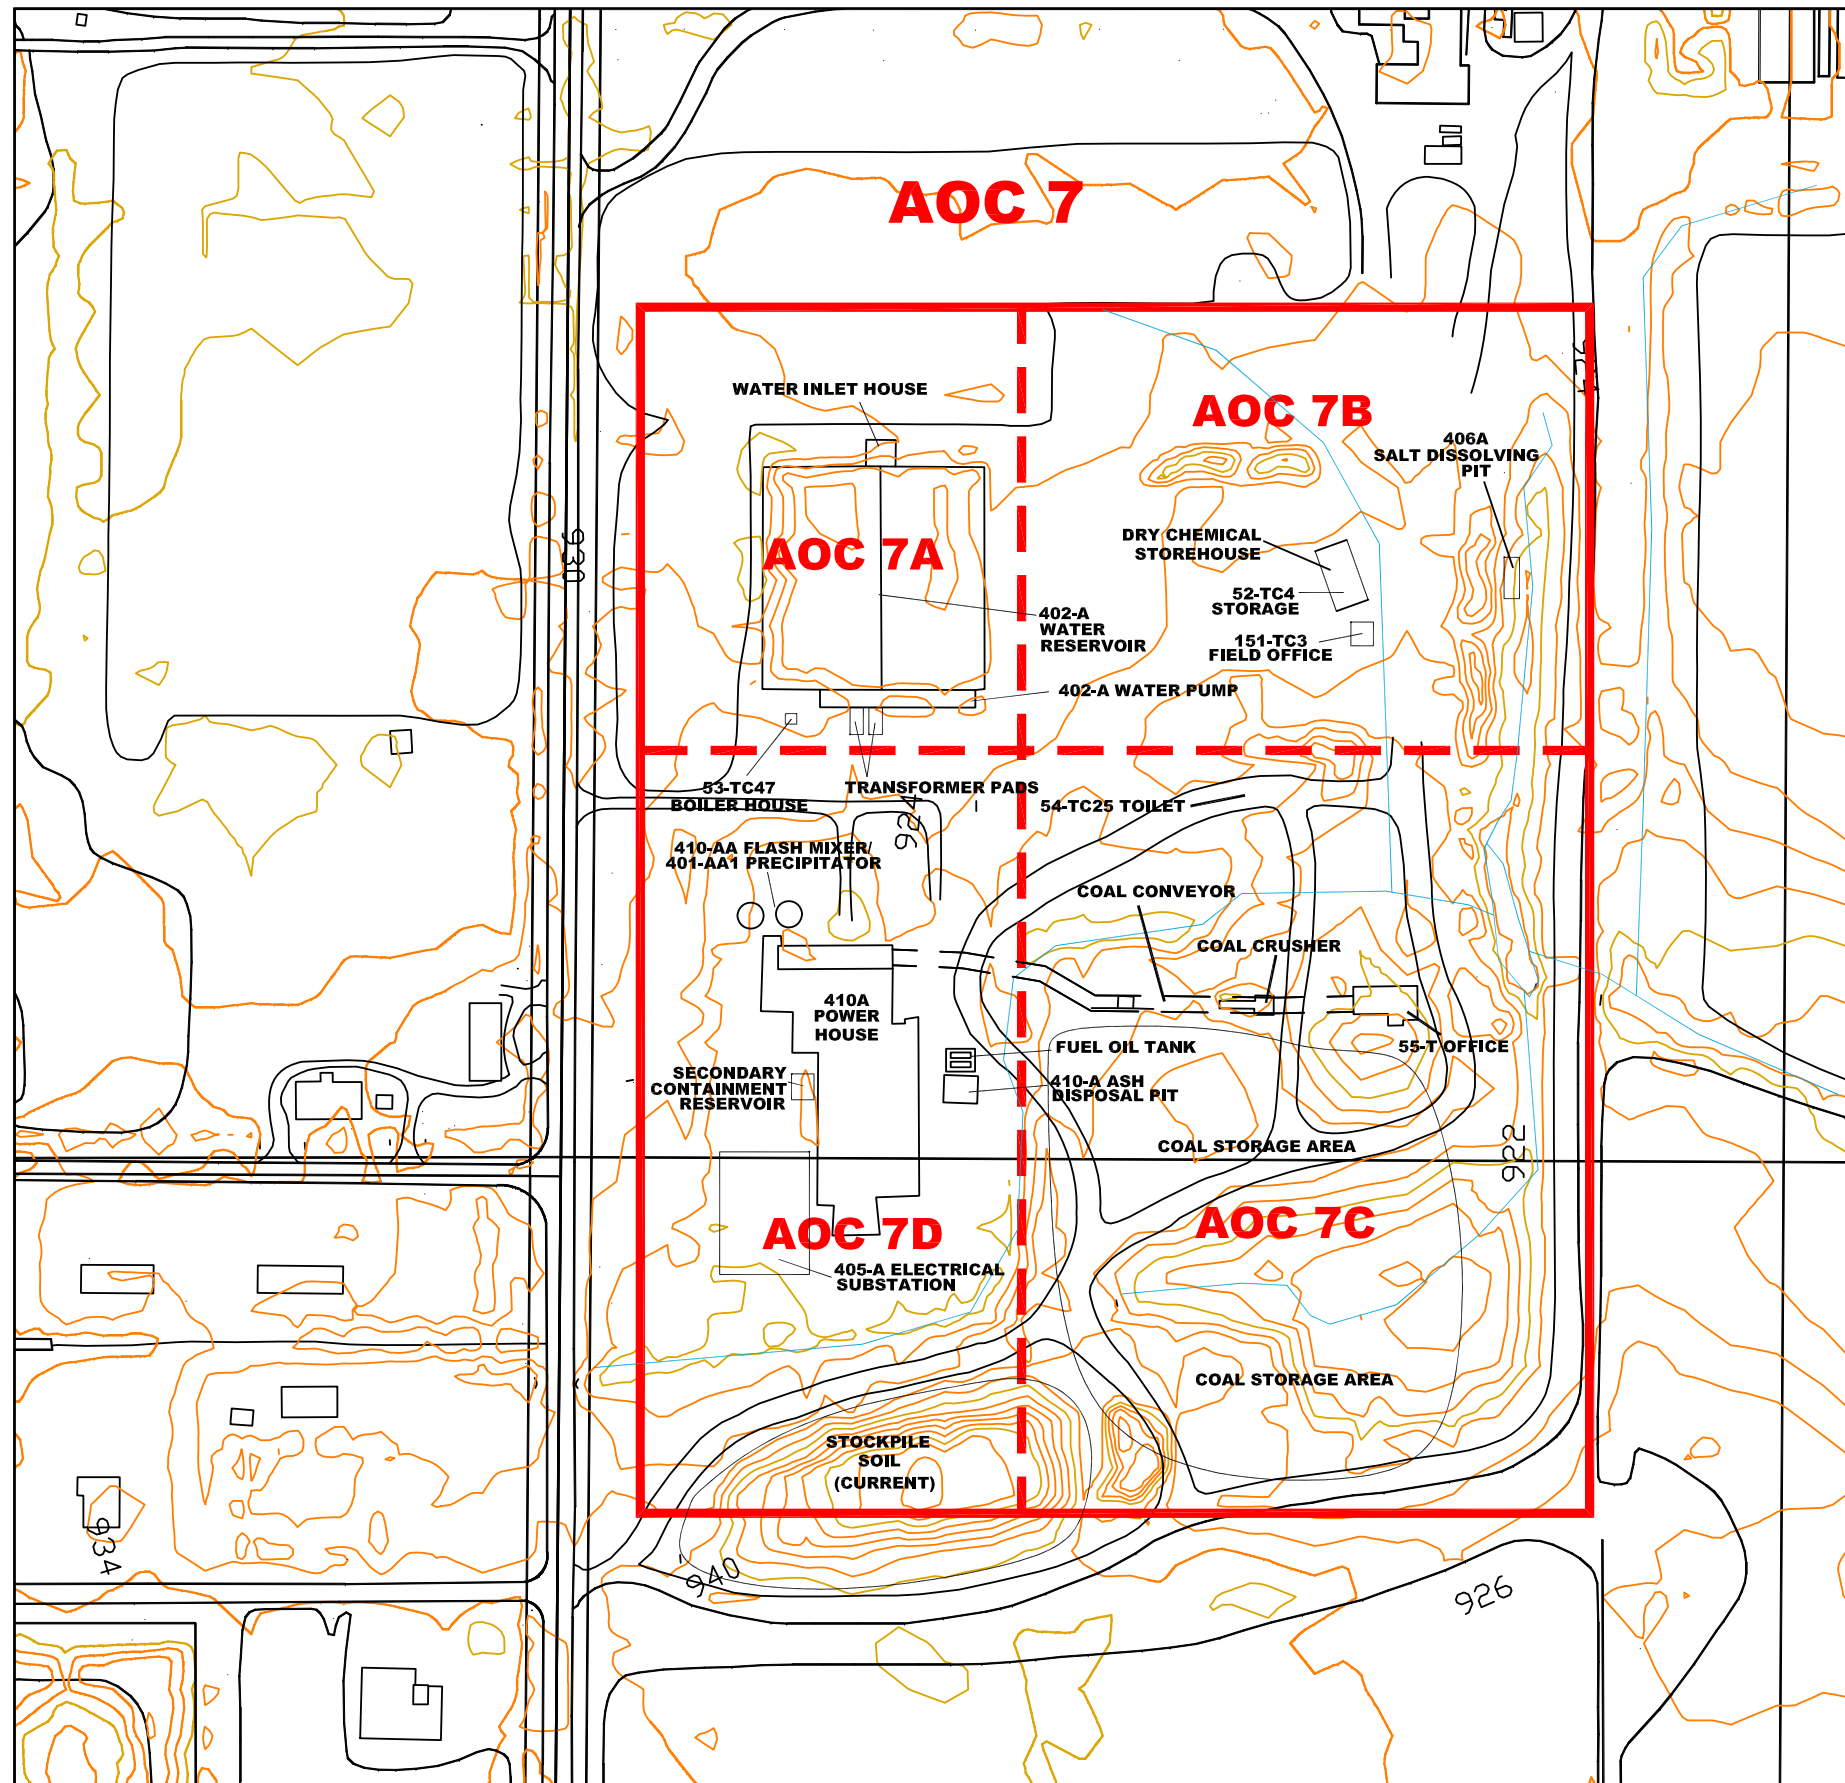 AOC 7
924
WATER INLET HOUSE
AOC 7B
406A
SALT DISSOLVING
PIT
930
AOC 7A
DRY CHEMICAL
STOREHOUSE
52-TC4
STORAGE
402-A
WATER
RESERVOIR
151-TC3
FIELD OFFICE
402-A WATER PUMP
53-TC47
BOILER HOUSE
TRANSFORMER PADS
54-TC25 TOILET
926
410-AA FLASH MIXER/
401-AA1 PRECIPITATOR
COAL CONVEYOR
COAL CRUSHER
410A
POWER
HOUSE
FUEL OIL TANK
55-T OFFICE
SECONDARY
CONTAINMENT
RESERVOIR
410-A ASH
DISPOSAL PIT
COAL STORAGE AREA
926
AOC 7D
AOC 7C
405-A ELECTRICAL
SUBSTATION
COAL STORAGE AREA
STOCKPILE
SOIL
(CURRENT)
934
940
926